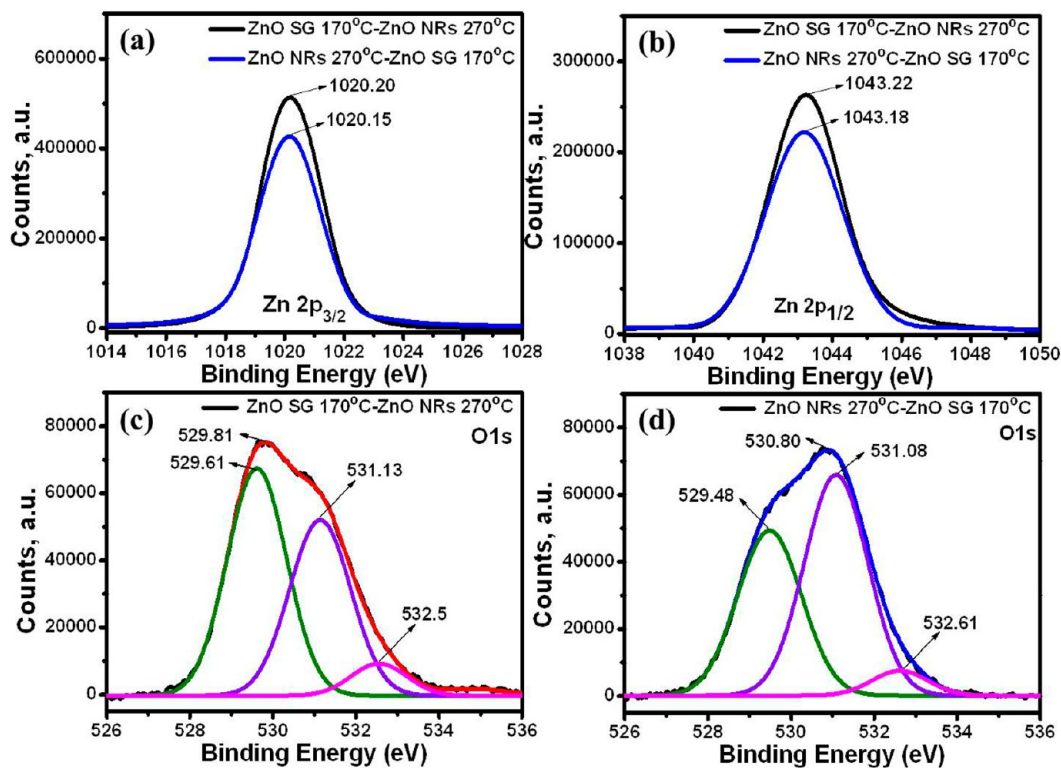 (a)
ZnO SG 170°C-ZnO NRs 270°C
ZnO NRs 270°C-ZnO SG 170°C
1020.20
1020.15
Zn 2p3/2
Counts, a.u.
600000
400000
200000
0
1014 1016 1018 1020 1022 1024 1026 1028
Binding Energy (eV)
(b)
ZnO SG 170°C-ZnO NRs 270°C
ZnO NRs 270°C-ZnO SG 170°C
1043.22
1043.18
Zn 2p1/2
Counts, a.u.
300000
200000
100000
0
1038 1040 1042 1044 1046 1048 1050
Binding Energy (eV)
(c)
ZnO SG 170°C-ZnO NRs 270°C
O1s
529.81
529.61
531.13
532.5
Counts, a.u.
80000
60000
40000
20000
0
526 528 530 532 534 536
Binding Energy (eV)
(d)
ZnO NRs 270°C-ZnO SG 170°C
O1s
530.80
531.08
529.48
532.61
Counts, a.u.
80000
60000
40000
20000
0
526 528 530 532 534 536
Binding Energy (eV)